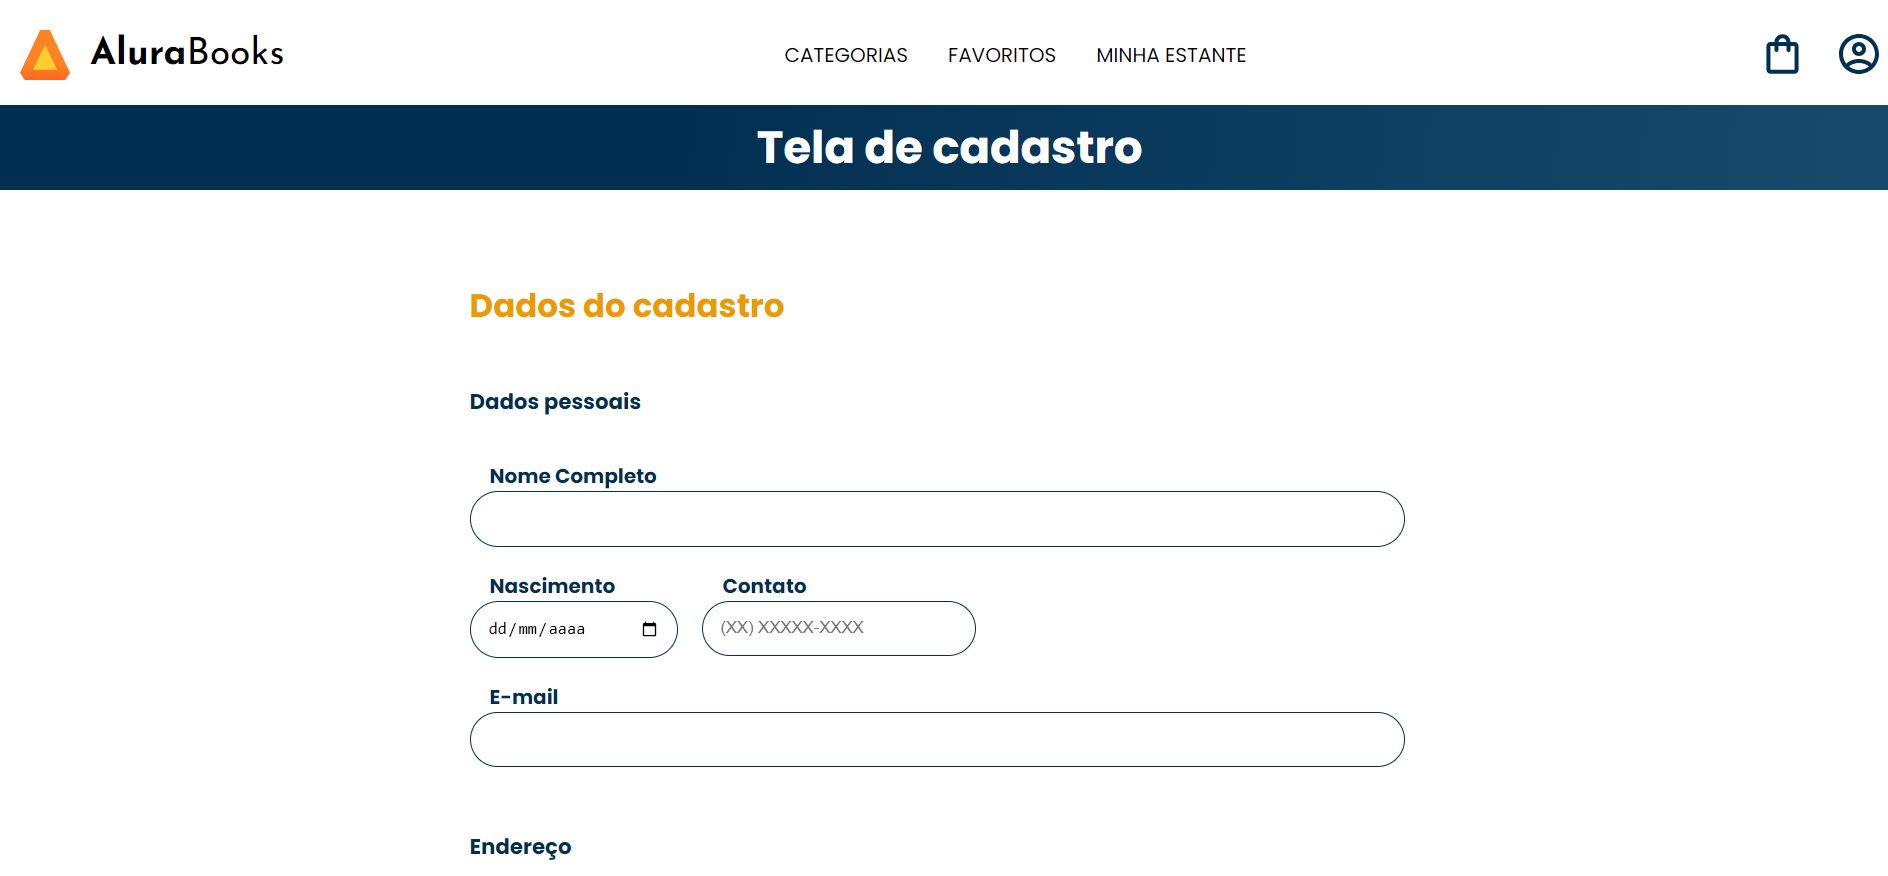 AluraBooks
CATEGORIAS FAVORITOS MINHA ESTANTE
Tela de cadastro
Dados do cadastro
Dados pessoais
Nome Completo
Nascimento Contato
dd/mm/aaaa (XX) XXXXX-XXXX
E-mail
Endereço